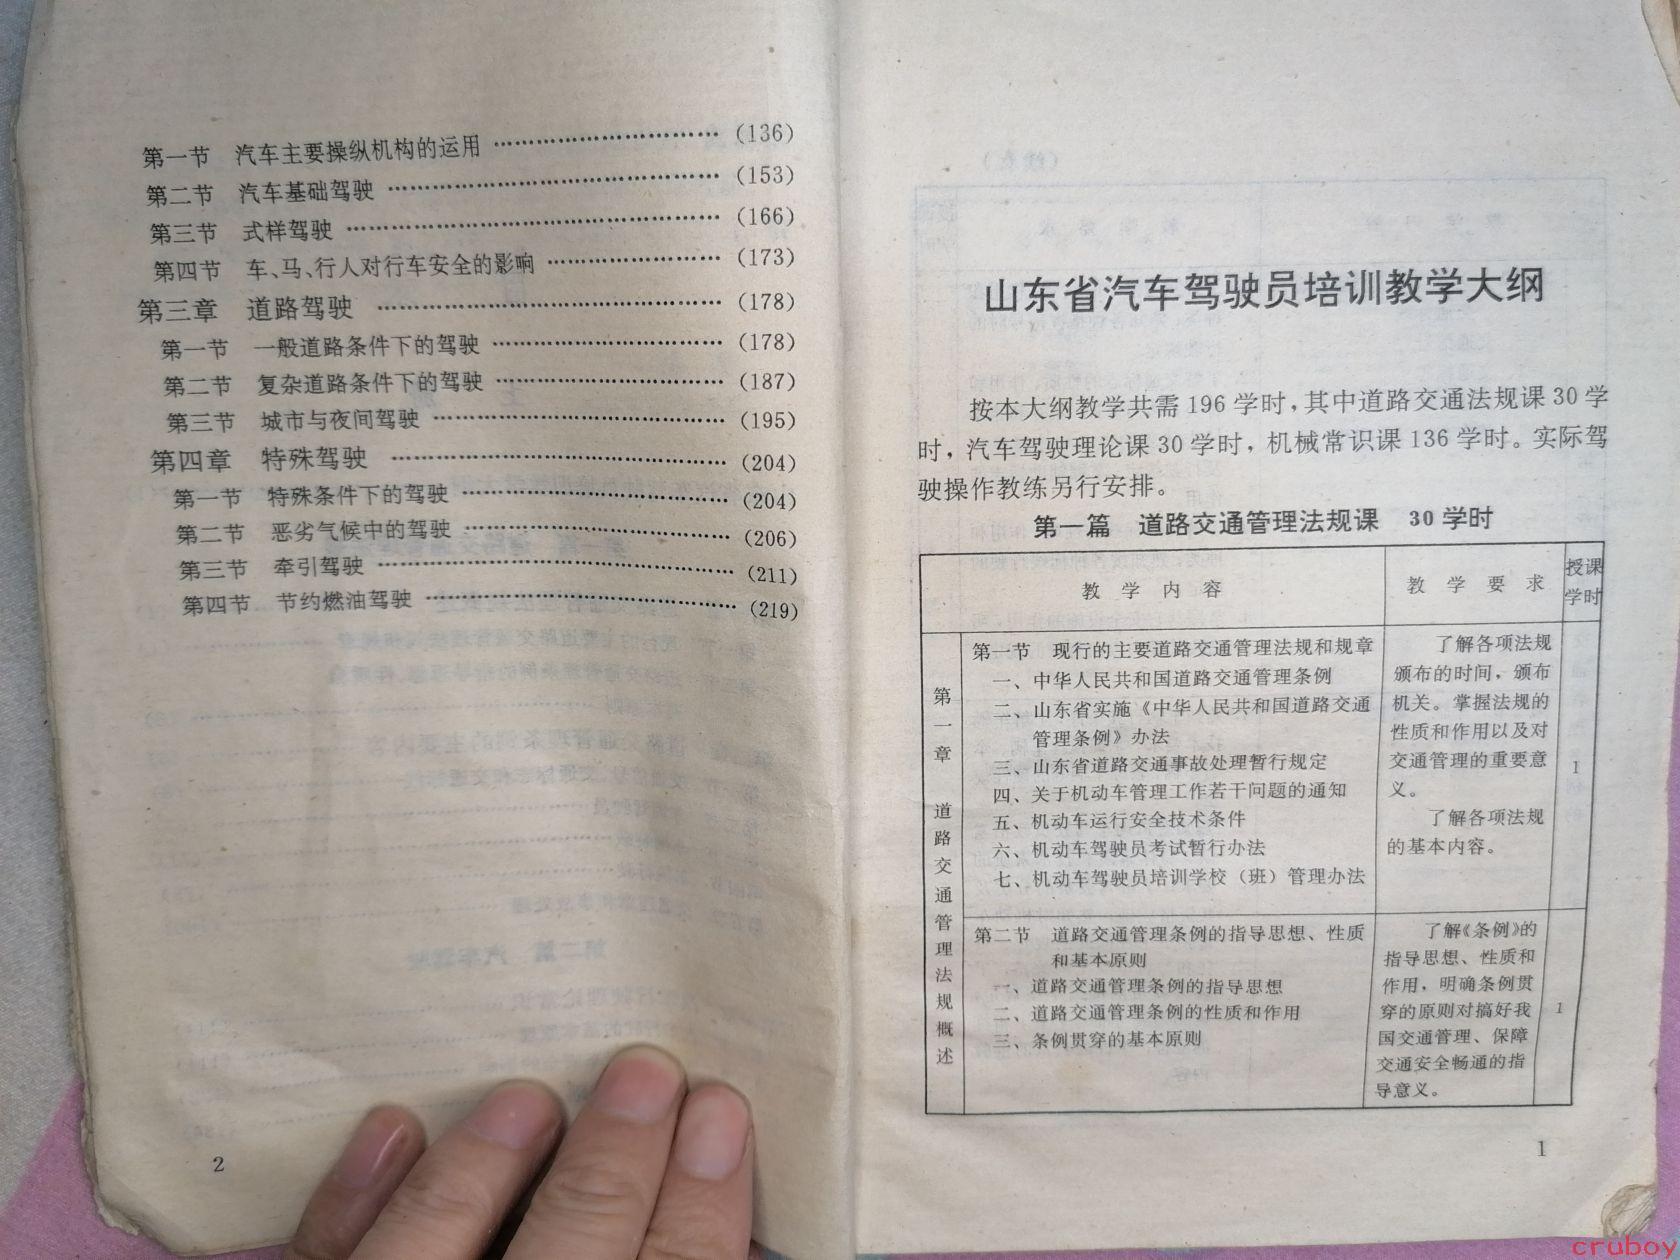 第一节 汽车主要操纵机构的运用 …………………………（136）
第二节 汽车基础驾驶 …………………………（153）
第三节 式样驾驶 …………………………（166）
第四节 车、马、行人对行车安全的影响 …………………………（173）
第三章 道路驾驶 …………………………（178）
第一节 一般道路条件下的驾驶 …………………………（178）
第二节 复杂道路条件下的驾驶 …………………………（187）
第三节 城市与夜间驾驶 …………………………（195）
第四章 特殊驾驶 …………………………（204）
第一节 特殊条件下的驾驶 …………………………（204）
第二节 恶劣气候中的驾驶 …………………………（206）
第三节 牵引驾驶 …………………………（211）
第四节 节约燃油驾驶 …………………………（219）
2
山东省汽车驾驶员培训教学大纲
按本大纲教学共需196学时，其中道路交通法规课30学
时，汽车驾驶理论课30学时，机械常识课136学时。实际驾
驶操作教练另行安排。
第一篇 道路交通管理法规课 30学时
教 学 内 容
教 学 要 求
授课
学时
第一章 道路交通管理法规概述
第一节 现行的主要道路交通管理法规和规章
一、中华人民共和国道路交通管理条例
二、山东省实施《中华人民共和国道路交通
管理条例》办法
三、山东省道路交通事故处理暂行规定
四、关于机动车管理工作若干问题的通知
五、机动车运行安全技术条件
六、机动车驾驶员考试暂行办法
七、机动车驾驶员培训学校（班）管理办法
了解各项法规
颁布的时间，颁布
机关。掌握法规的
性质和作用以及对
交通管理的重要意
义。
了解各项法规
的基本内容。
1
第二节 道路交通管理条例的指导思想、性质
和基本原则
一、道路交通管理条例的指导思想
二、道路交通管理条例的性质和作用
三、条例贯穿的基本原则
了解《条例》的
指导思想、性质和
作用，明确条例贯
穿的原则对搞好我
国交通管理、保障
交通安全畅通的指
导意义。
1
1
cruboy